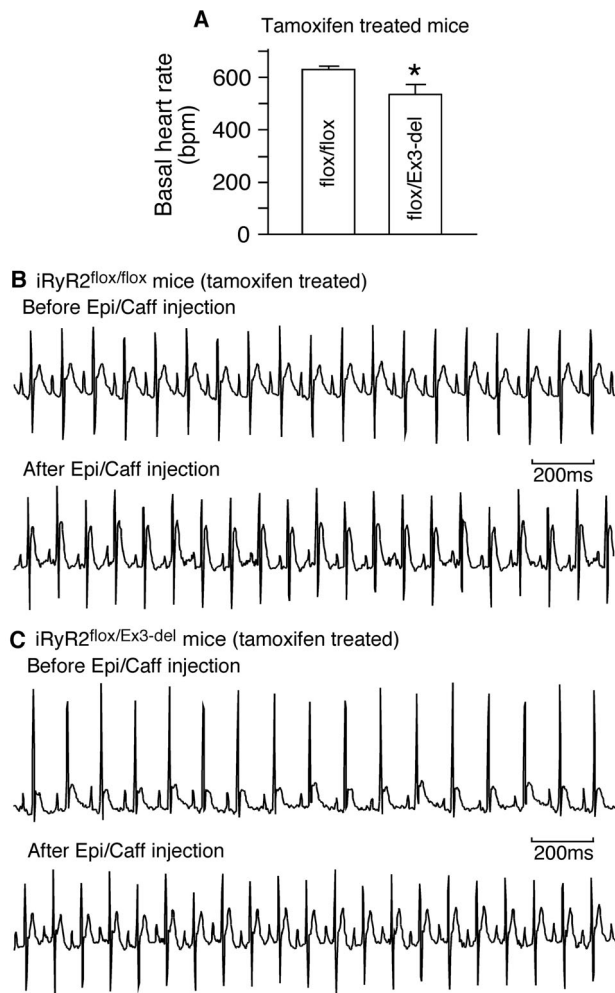 A
Tamoxifen treated mice
Basal heart rate
(bpm)
600
400
200
0
flox/flox
*
flox/Ex3-del
B iRyR2flox/flox mice (tamoxifen treated)
Before Epi/Caff injection
After Epi/Caff injection
200ms
C iRyR2flox/Ex3-del mice (tamoxifen treated)
Before Epi/Caff injection
After Epi/Caff injection
200ms